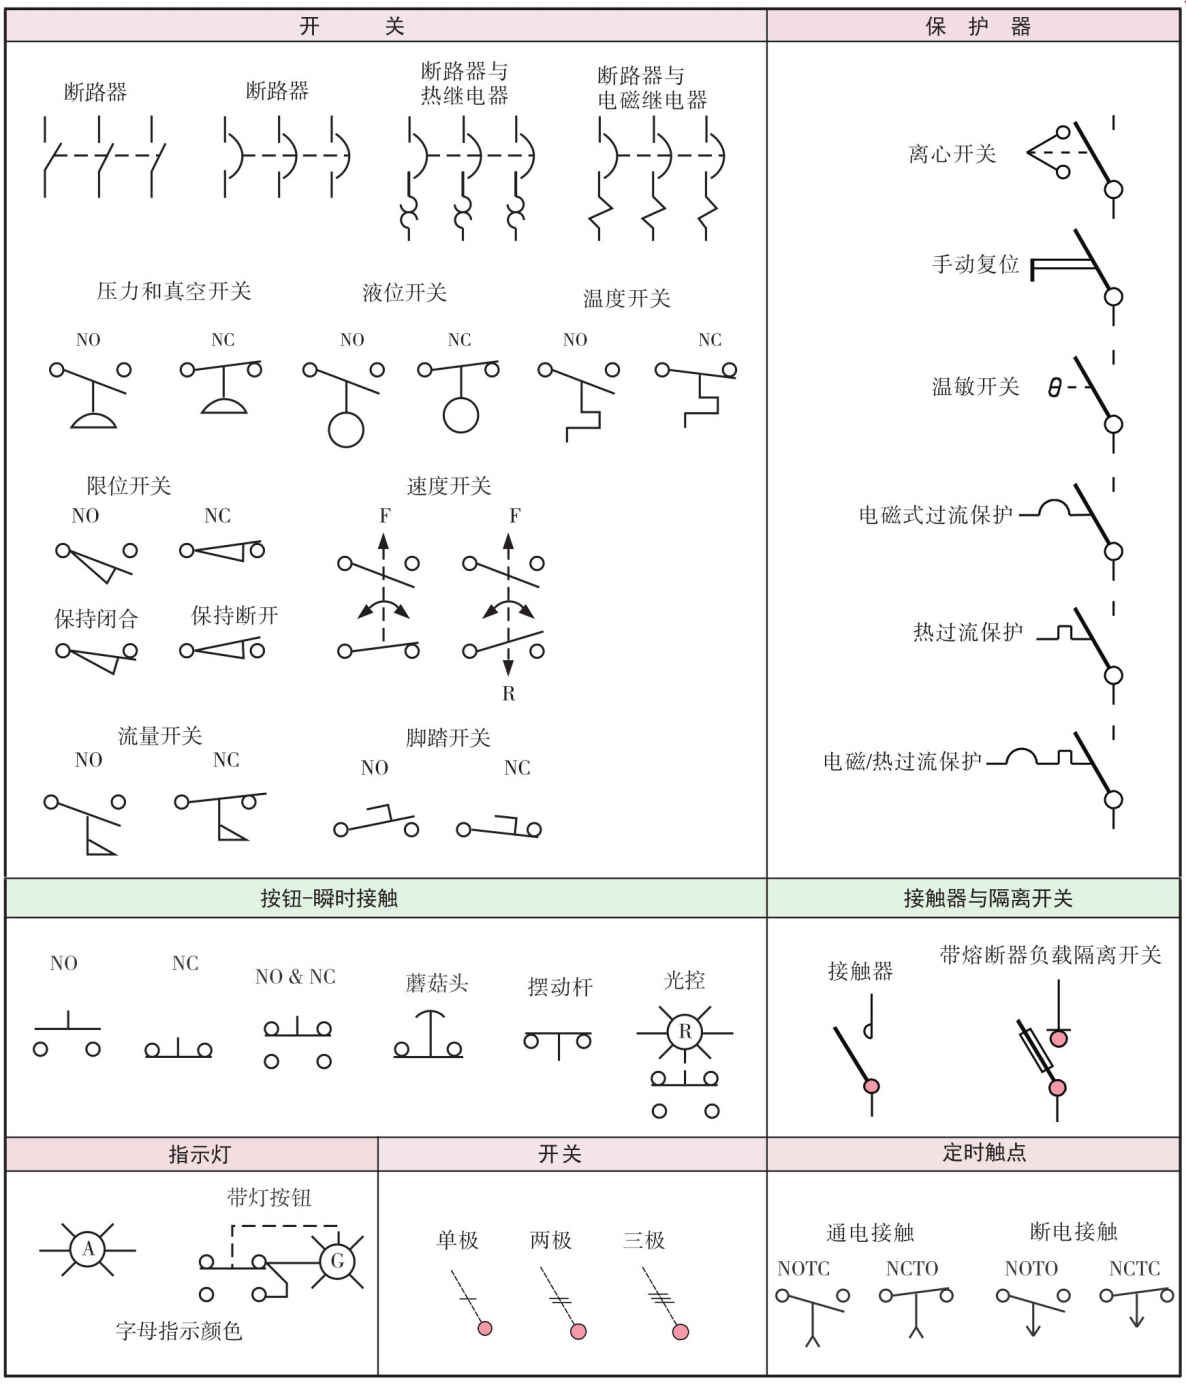 开 关
保 护 器
断路器
断路器
断路器与
热继电器
断路器与
电磁继电器
离心开关
手动复位
压力和真空开关
液位开关
温度开关
NO
NC
NO
NC
NO
NC
温敏开关
限位开关
NO
NC
速度开关
F
F
电磁式过流保护
保持闭合
保持断开
热过流保护
R
流量开关
NO
NC
脚踏开关
NO
NC
电磁/热过流保护
按钮-瞬时接触
接触器与隔离开关
NO
NC
NO & NC
蘑菇头
摆动杆
光控
R
接触器
带熔断器负载隔离开关
指示灯
开关
定时触点
A
带灯按钮
G
字母指示颜色
单极
两极
三极
通电接触
断电接触
NOTC
NCTO
NOTO
NCTC